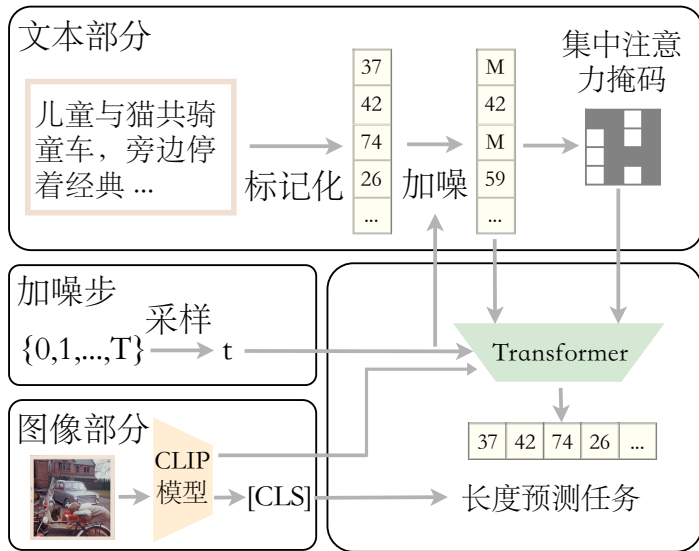 文本部分
儿童与猫共骑
童车，旁边停
着经典 ...
标记化
37
42
74
26
...
加噪
M
42
M
59
...
集中注意
力掩码
加噪步
{0,1,...,T}
采样
t
Transformer
37 42 74 26 ...
图像部分
CLIP
模型
[CLS]
长度预测任务